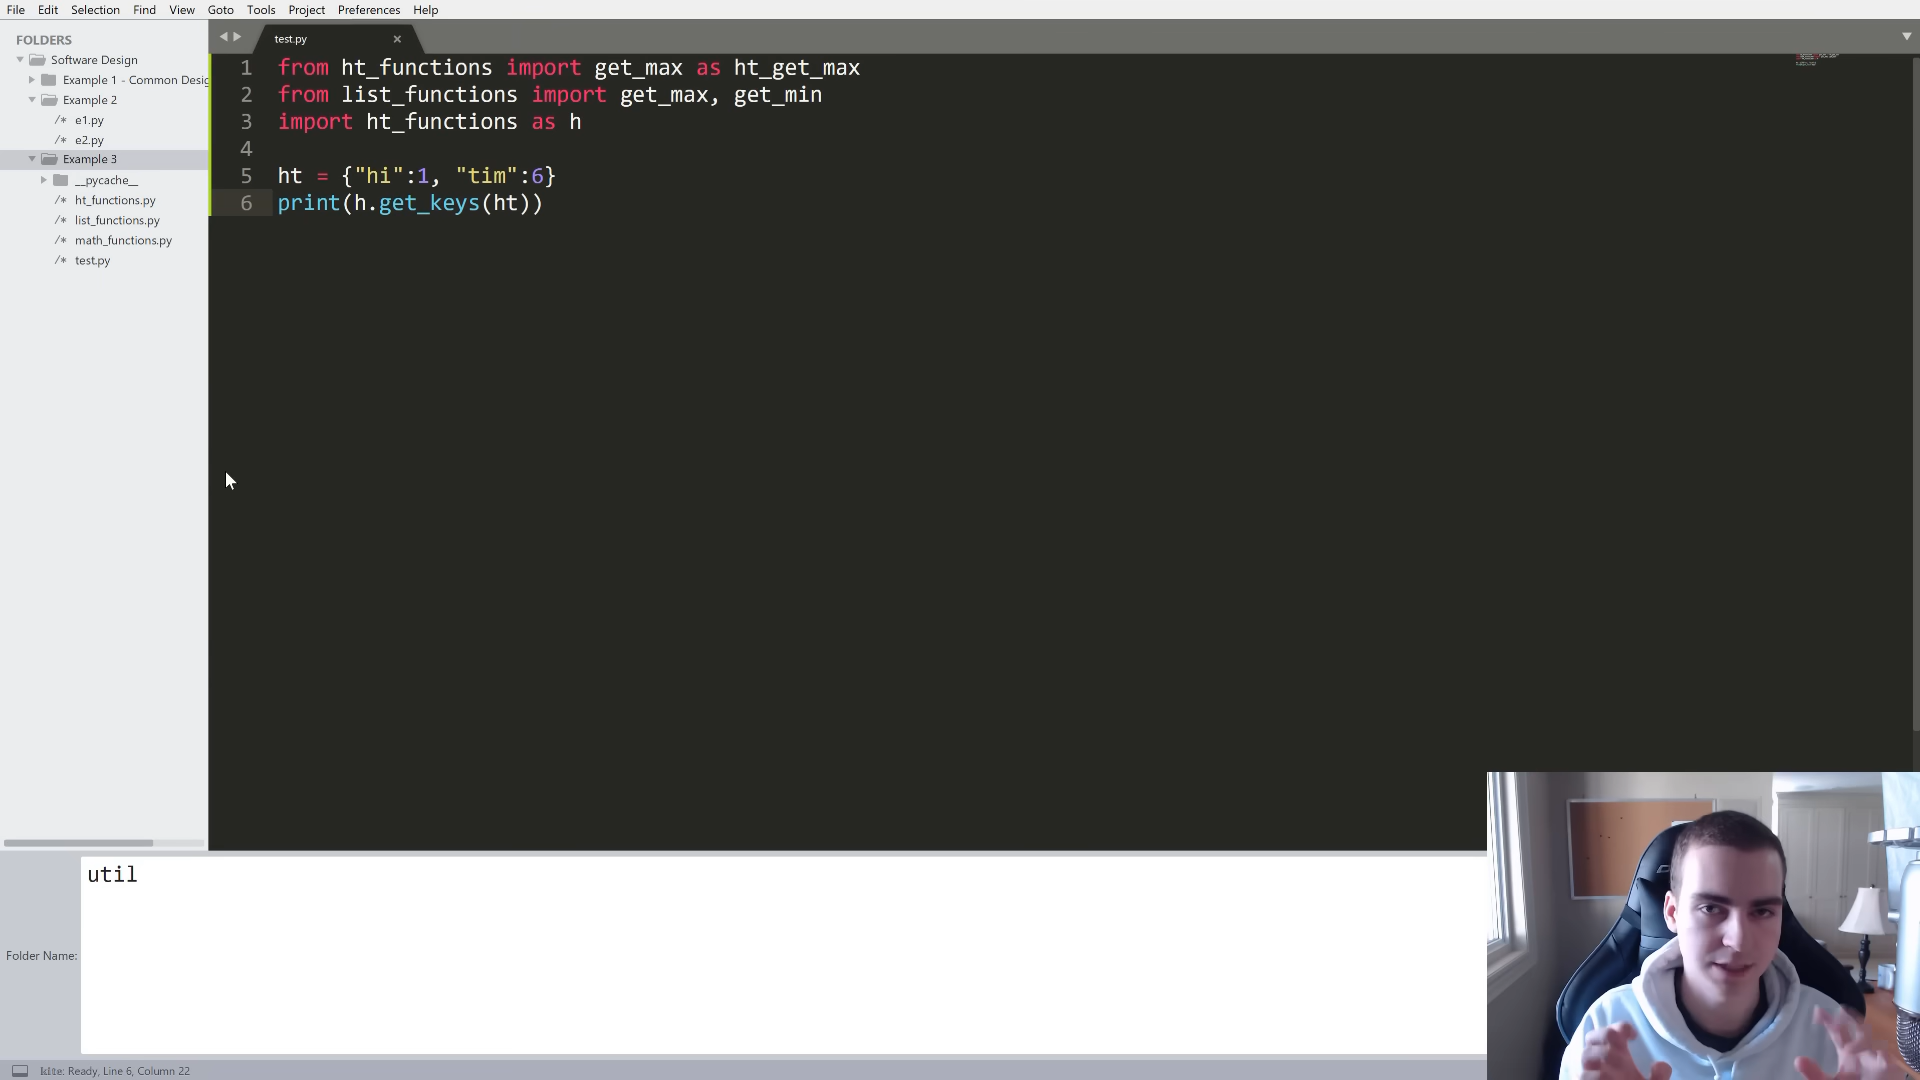 File Edit Selection Find View Goto Tools Project Preferences Help
FOLDERS
Software Design
Example 1 - Common Desig
Example 2
/* e1.py
/* e2.py
Example 3
__pycache__
/* ht_functions.py
/* list_functions.py
/* math_functions.py
/* test.py
test.py
1 from ht_functions import get_max as ht_get_max
2 from list_functions import get_max, get_min
3 import ht_functions as h
4
5 ht = {"hi":1, "tim":6}
6 print(h.get_keys(ht))
util
Folder Name:
Ready, Line 6, Column 22